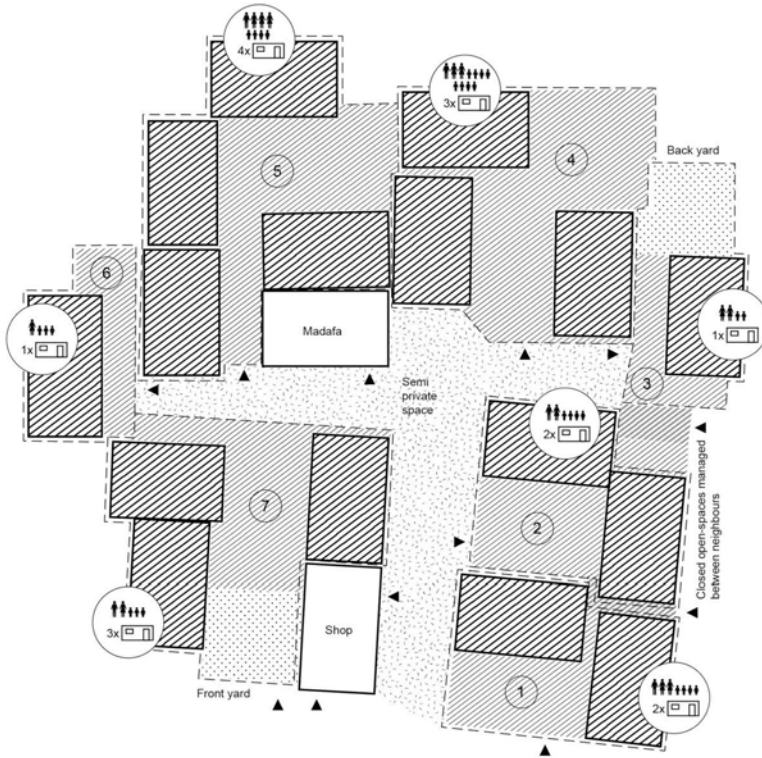 4x
3x
5
4
Back yard
6
Madafa
1x
1x
Semi
private
space
3
2x
7
2
Closed open-spaces managed
between neighbours
3x
Shop
1
2x
Front yard